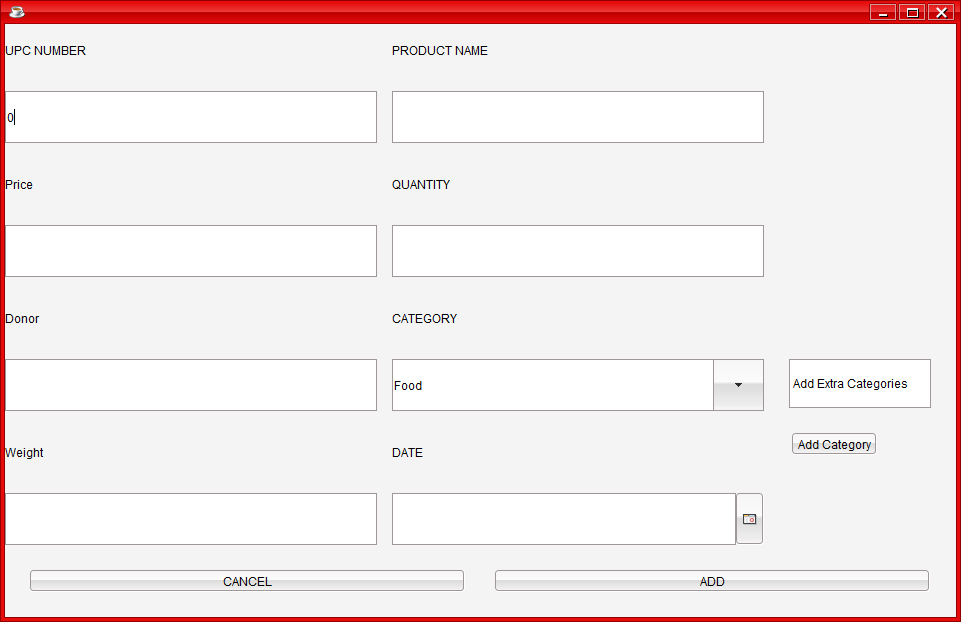 UPC NUMBER
PRODUCT NAME
0
Price
QUANTITY
Donor
CATEGORY
Food
Add Extra Categories
Add Category
Weight
DATE
CANCEL
ADD